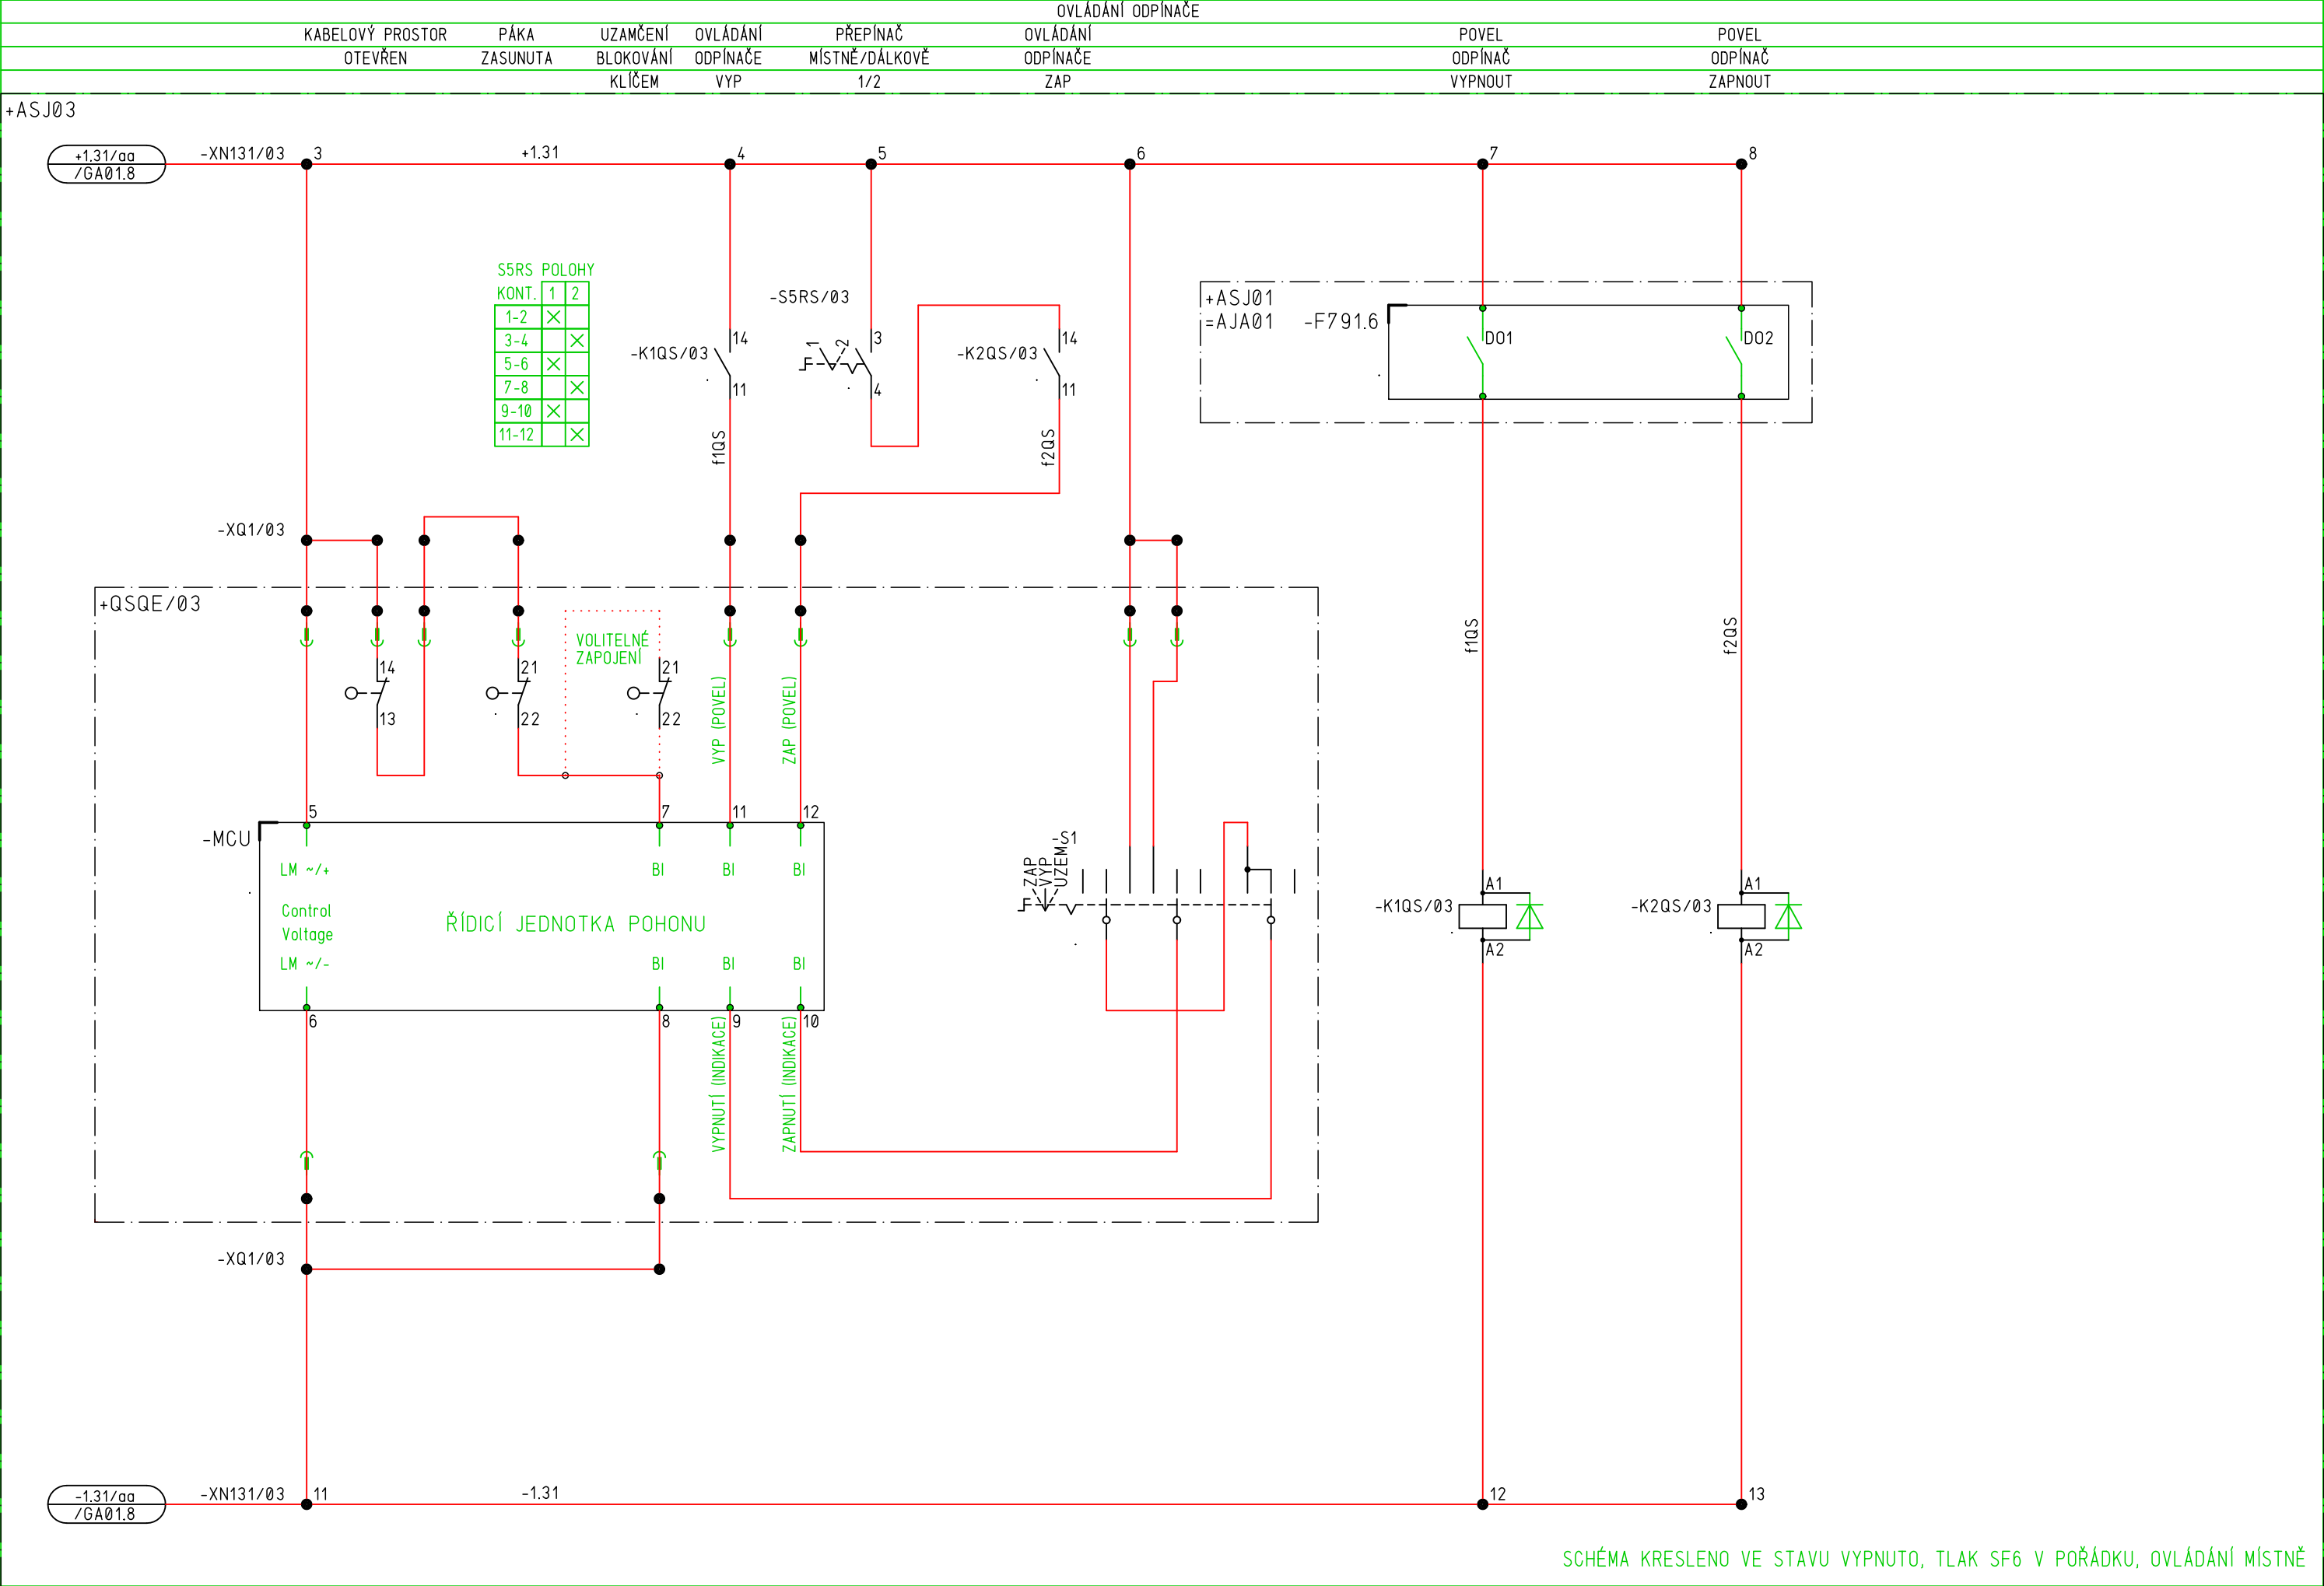 OVLÁDÁNÍ ODPÍNAČE
KABELOVÝ PROSTOR
OTEVŘEN
PÁKA
ZASUNUTA
UZAMČENÍ
BLOKOVÁNÍ
KLÍČEM
OVLÁDÁNÍ
ODPÍNAČE
VYP
PŘEPÍNAČ
MÍSTNĚ/DÁLKOVĚ
1/2
OVLÁDÁNÍ
ODPÍNAČE
ZAP
POVEL
ODPÍNAČ
VYPNOUT
POVEL
ODPÍNAČ
ZAPNOUT
+ASJ03
+1.31/aa
/GA01.8
-XN131/03
3
+1.31
4
5
6
7
8
S5RS POLOHY
KONT. 1 2
1-2 X
3-4 X
5-6 X
7-8 X
9-10 X
11-12 X
-K1QS/03
14
11
f1QS
-S5RS/03
1
2
3
4
-K2QS/03
14
11
f2QS
+ASJ01
=AJA01
-F791.6
DO1
DO2
-XQ1/03
+QSQE/03
14
13
21
22
VOLITELNÉ
ZAPOJENÍ
21
22
VYP (POVEL)
ZAP (POVEL)
f1QS
f2QS
-MCU
5
7
11
12
LM ~/+
BI
BI
BI
Control
Voltage
ŘÍDICÍ JEDNOTKA POHONU
LM ~/-
BI
BI
BI
6
8
9
10
VYPNUTÍ (INDIKACE)
ZAPNUTÍ (INDIKACE)
-S1
ZAP
VYP
UZEM
-K1QS/03
A1
A2
-K2QS/03
A1
A2
-XQ1/03
-1.31/aa
/GA01.8
-XN131/03
11
-1.31
12
13
SCHÉMA KRESLENO VE STAVU VYPNUTO, TLAK SF6 V POŘÁDKU, OVLÁDÁNÍ MÍSTNĚ